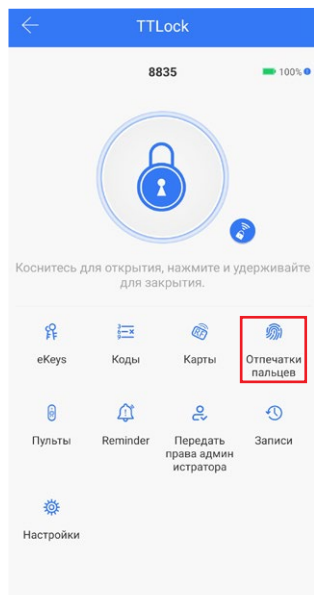 TTLock
8835
100%
Коснитесь для открытия, нажмите и удерживайте
для закрытия.
eKeys
Коды
Карты
Отпечатки
пальцев
Пульты
Reminder
Передать
права админ
истратора
Записи
Настройки